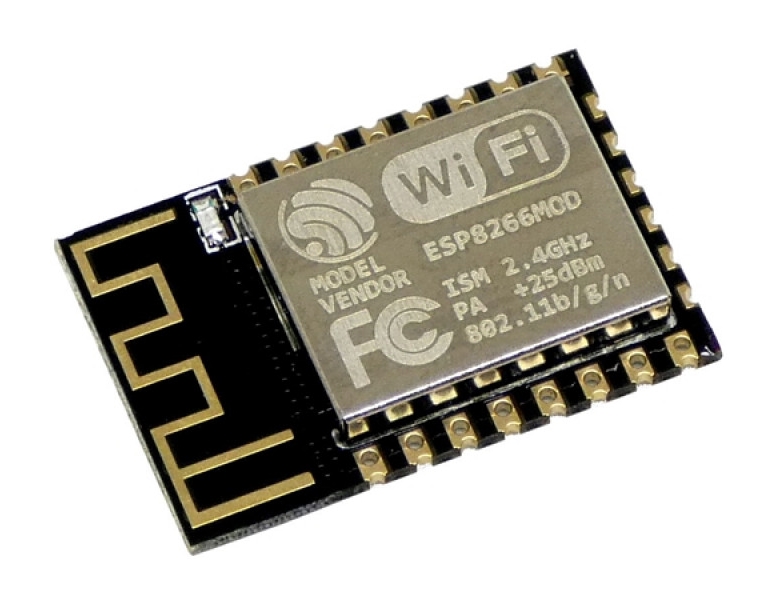 WiFi
ESP8266MOD
MODEL
VENDOR
ISM 2.4GHz
PA +25dBm
802.11b/g/n
FC